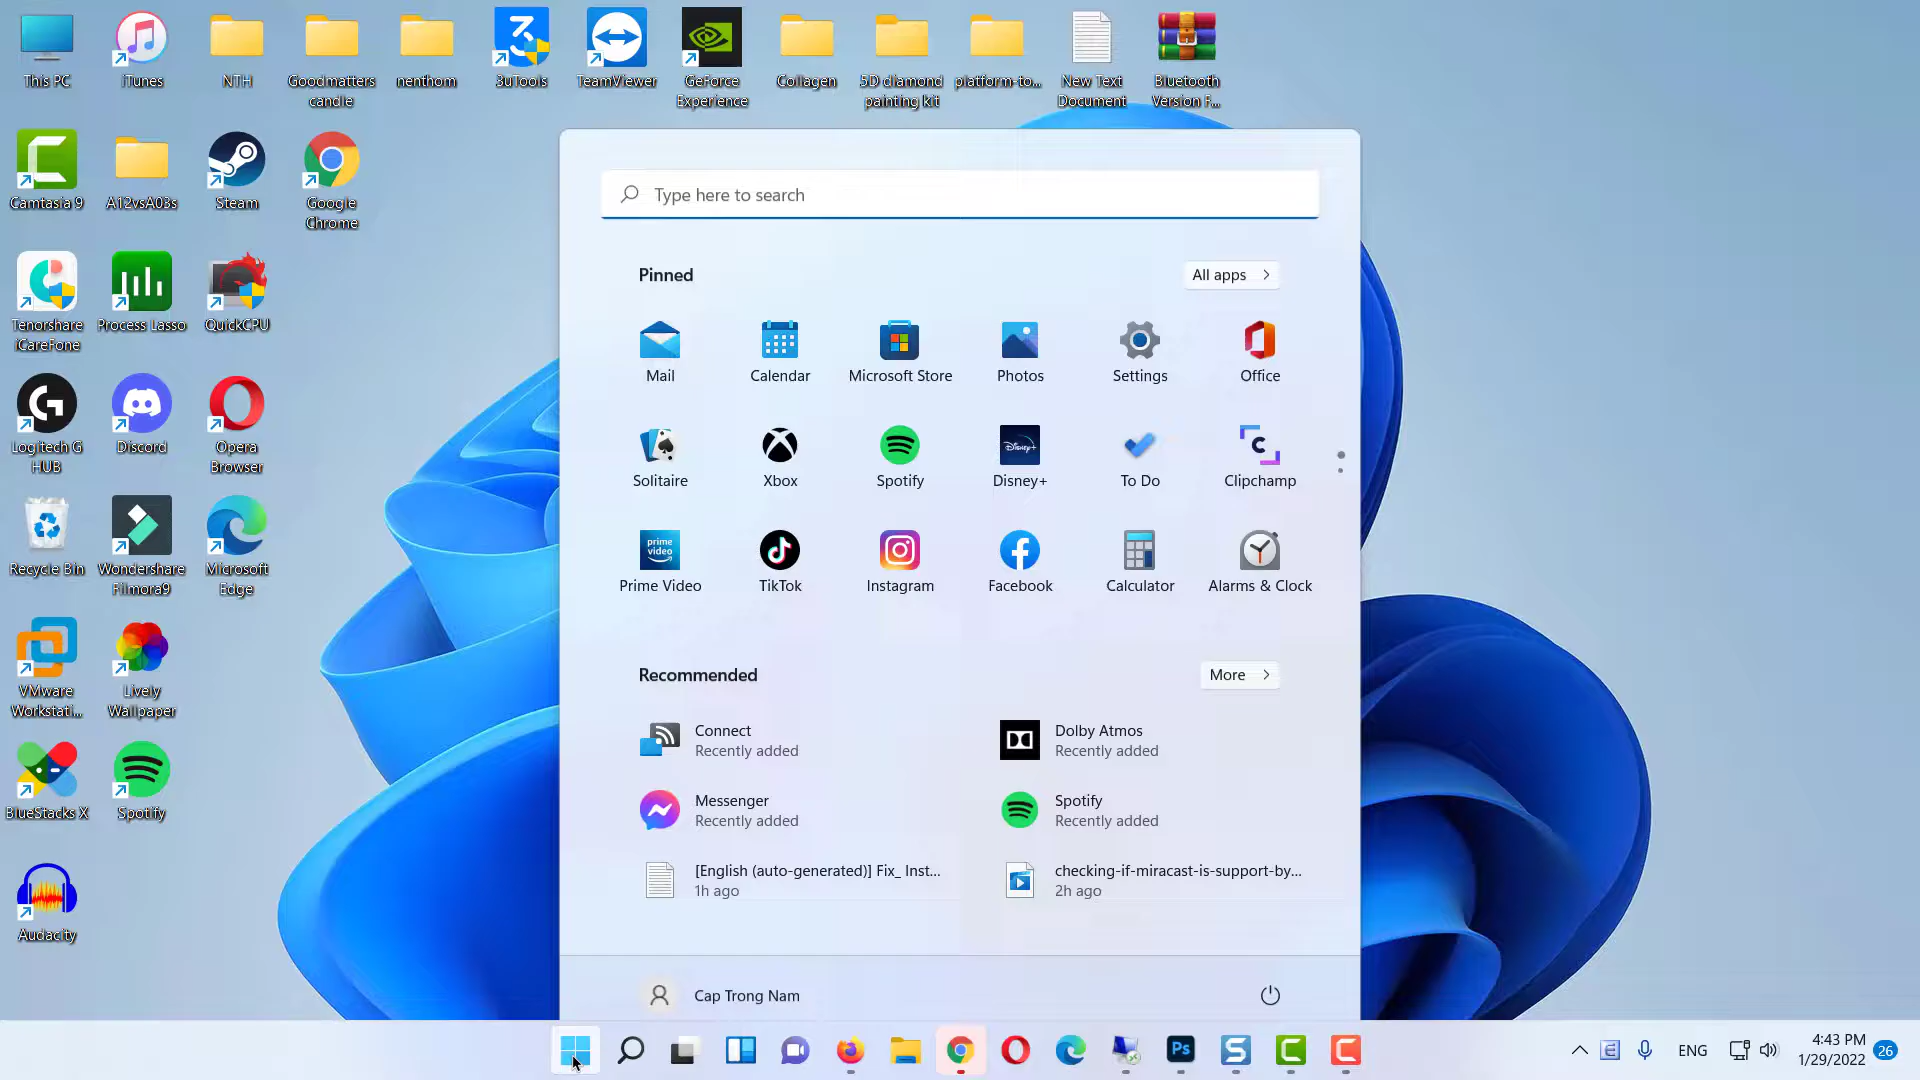 This PC
iTunes
NTH
Goodmatters
candle
nenthom
3uTools
TeamViewer
GeForce
Experience
Collagen
5D diamond
painting kit
platform-to...
New Text
Document
Bluetooth
Version F...
Camtasia 9
A12vsA03s
Steam
Google
Chrome
Tenorshare
iCareFone
Process Lasso
QuickCPU
Logitech G
HUB
Discord
Opera
Browser
Recycle Bin
Wondershare
Filmora9
Microsoft
Edge
VMware
Workstati...
Lively
Wallpaper
BlueStacks X
Spotify
Audacity
Type here to search
Pinned
All apps
Mail
Calendar
Microsoft Store
Photos
Settings
Office
Solitaire
Xbox
Spotify
Disney+
Disney+
To Do
Clipchamp
prime
video
Prime Video
TikTok
Instagram
Facebook
Calculator
Alarms & Clock
Recommended
More
Connect
Recently added
Dolby Atmos
Recently added
Messenger
Recently added
Spotify
Recently added
[English (auto-generated)] Fix_ Inst...
1h ago
checking-if-miracast-is-support-by...
2h ago
Cap Trong Nam
Ps
ENG
4:43 PM
1/29/2022
26